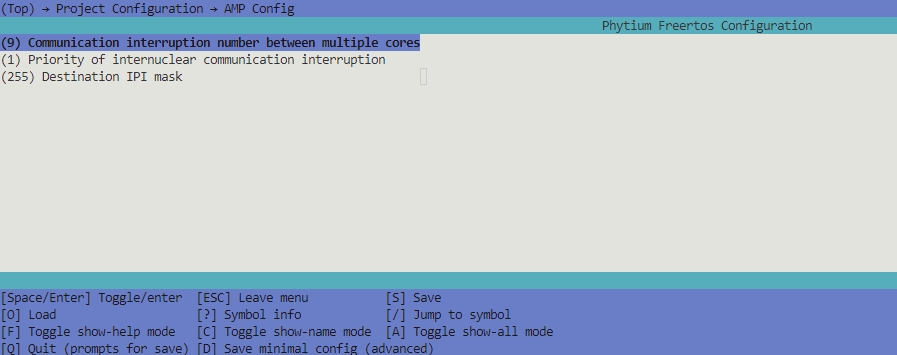 (Top) → Project Configuration → AMP Config
Phytium Freertos Configuration
(9) Communication interruption number between multiple cores
(1) Priority of internuclear communication interruption
(255) Destination IPI mask
[Space/Enter] Toggle/enter [ESC] Leave menu [S] Save
[O] Load [?] Symbol info [/] Jump to symbol
[F] Toggle show-help mode [C] Toggle show-name mode [A] Toggle show-all mode
[Q] Quit (prompts for save) [D] Save minimal config (advanced)